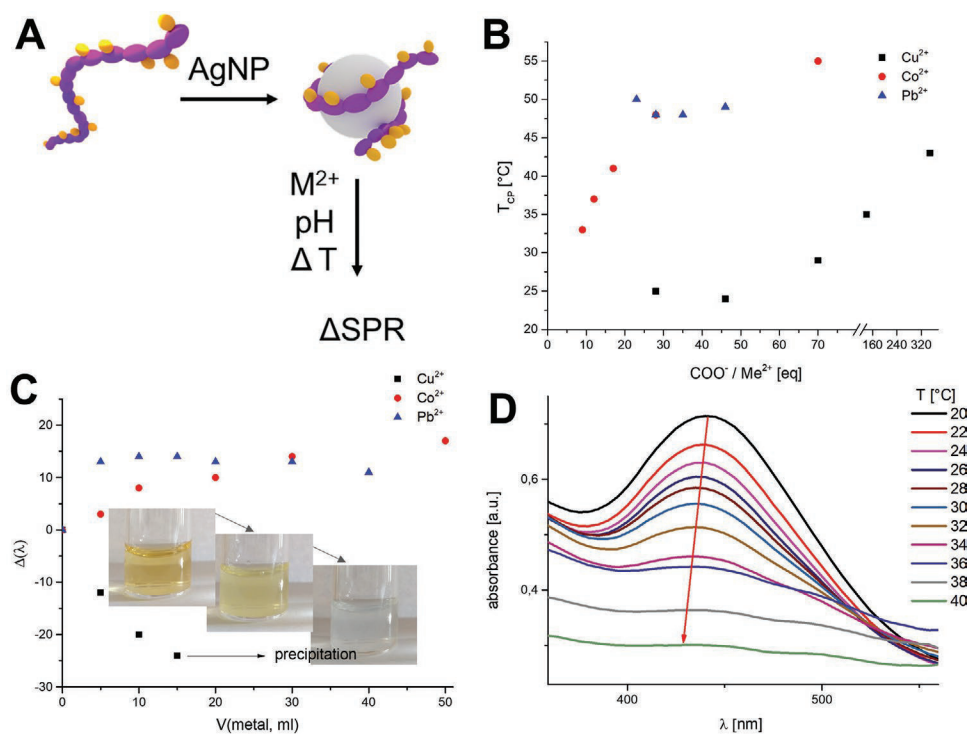 A
AgNP
M²⁺
pH
Δ T
ΔSPR
B
Cu²⁺
Co²⁺
Pb²⁺
55
50
45
40
35
30
25
20
T_CP [°C]
0 10 20 30 40 50 60 70 160 240 320
COO⁻ / Me²⁺ [eq]
C
Cu²⁺
Co²⁺
Pb²⁺
20
10
0
-10
-20
-30
Δ(λ)
precipitation
0 10 20 30 40 50
V(metal, ml)
D
T [°C]
20
22
24
26
28
30
32
34
36
38
40
0,6
0,4
absorbance [a.u.]
400 500
λ [nm]